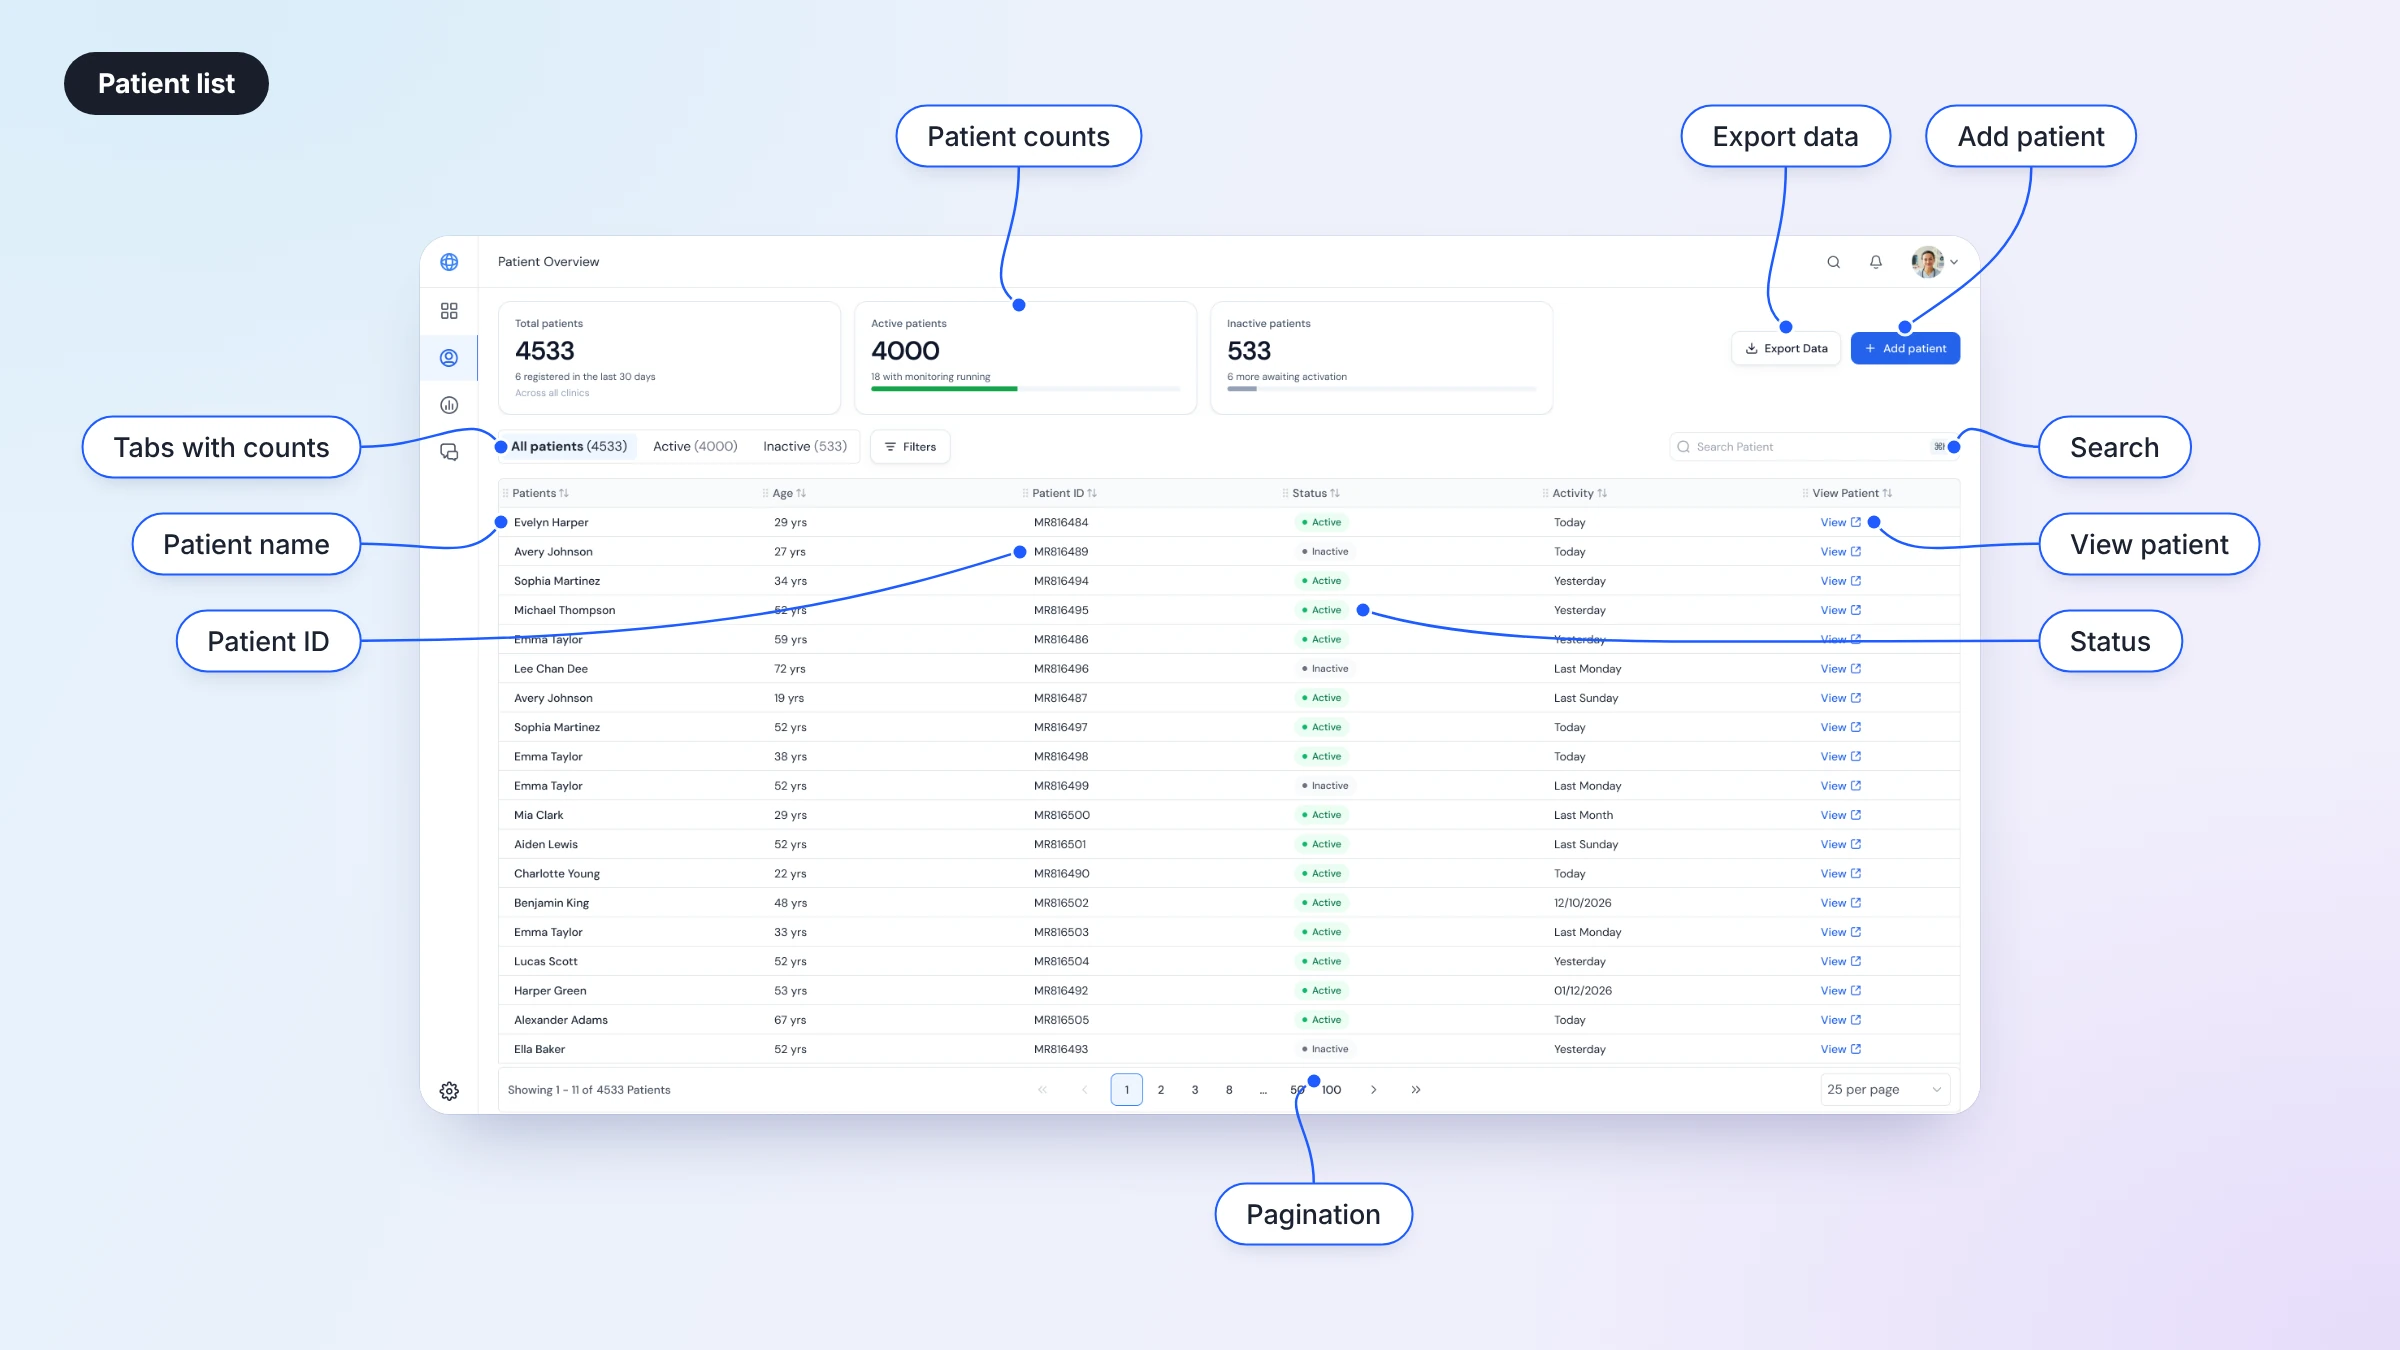 Patient list
Patient counts
Export data
Add patient
Patient Overview
Total patients
4533
6 registered in the last 30 days
Across all clinics
Active patients
4000
18 with monitoring running
Inactive patients
533
6 more awaiting activation
Export Data
+ Add patient
Tabs with counts
All patients (4533) Active (4000) Inactive (533) Filters
Search Patient
Search
Patients Age Patient ID Status Activity View Patient
Evelyn Harper 29 yrs MR816484 Active Today View
Patient name
View patient
Avery Johnson 27 yrs MR816489 Inactive Today View
Sophia Martinez 34 yrs MR816494 Active Yesterday View
Michael Thompson 52 yrs MR816495 Active Yesterday View
Patient ID
Status
Emma Taylor 59 yrs MR816486 Active Yesterday View
Lee Chan Dee 72 yrs MR816496 Inactive Last Monday View
Avery Johnson 19 yrs MR816487 Active Last Sunday View
Sophia Martinez 52 yrs MR816497 Active Today View
Emma Taylor 38 yrs MR816498 Active Today View
Emma Taylor 52 yrs MR816499 Inactive Last Monday View
Mia Clark 29 yrs MR816500 Active Last Month View
Aiden Lewis 52 yrs MR816501 Active Last Sunday View
Charlotte Young 22 yrs MR816490 Active Today View
Benjamin King 48 yrs MR816502 Active 12/10/2026 View
Emma Taylor 33 yrs MR816503 Active Last Monday View
Lucas Scott 52 yrs MR816504 Active Yesterday View
Harper Green 53 yrs MR816492 Active 01/12/2026 View
Alexander Adams 67 yrs MR816505 Active Today View
Ella Baker 52 yrs MR816493 Inactive Yesterday View
Showing 1 - 11 of 4533 Patients
« ‹ 1 2 3 8 ... 50 100 › »
25 per page
Pagination